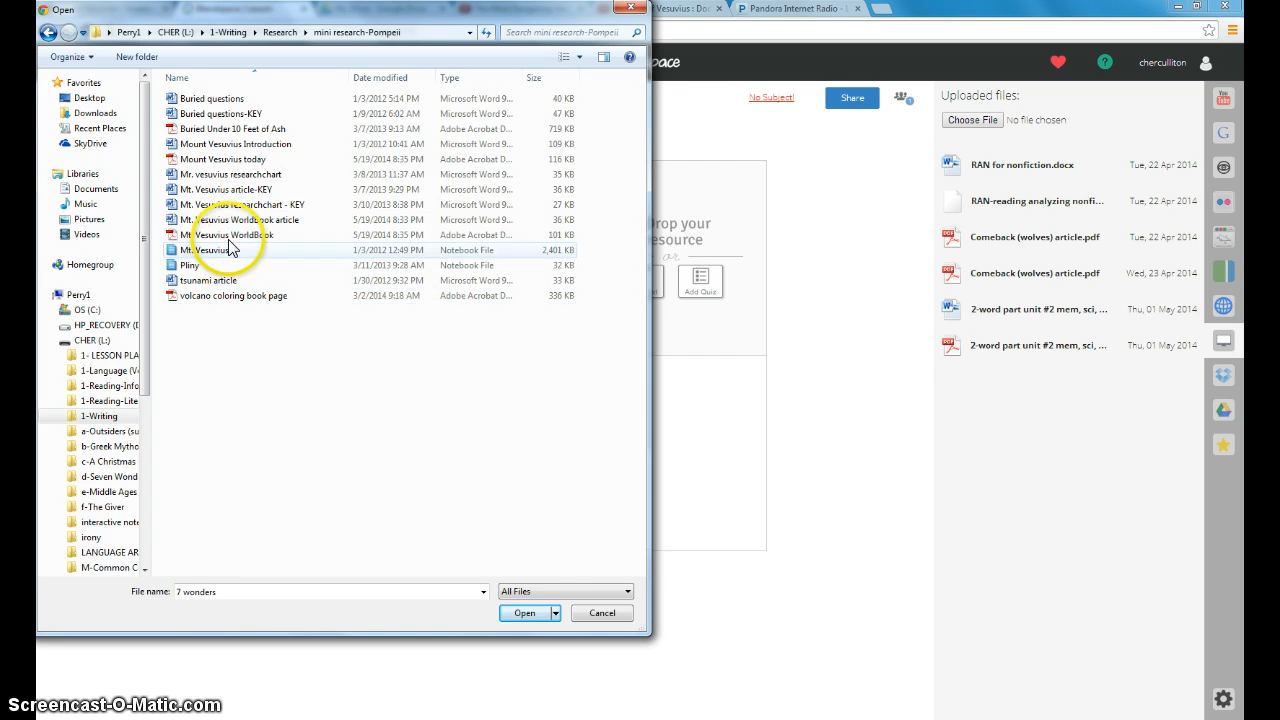 Open
Vesuvius : Do
Pandora Internet Radio - L
Perry1 CHER (L:) 1-Writing Research mini research-Pompeii
Search mini research-Pompeii
Organize New folder
Name Date modified Type Size
Favorites
Desktop
Downloads
Recent Places
SkyDrive
Libraries
Documents
Music
Pictures
Videos
Homegroup
Perry1
OS (C:)
HP_RECOVERY (D
CHER (L:)
1- LESSON PLA
1-Language (V
1-Reading-Info
1-Reading-Lite
1-Writing
a-Outsiders (su
b-Greek Mytho
c-A Christmas
d-Seven Wond
e-Middle Ages
f-The Giver
interactive note
irony
LANGUAGE AR
M-Common C
Buried questions 1/3/2012 5:14 PM Microsoft Word 9... 40 KB
Buried questions-KEY 1/9/2012 6:02 AM Microsoft Word 9... 47 KB
Buried Under 10 Feet of Ash 3/7/2013 9:13 AM Adobe Acrobat D... 719 KB
Mount Vesuvius Introduction 1/3/2012 10:41 AM Microsoft Word 9... 109 KB
Mount Vesuvius today 5/19/2014 8:35 PM Adobe Acrobat D... 116 KB
Mr. vesuvius researchchart 3/8/2013 11:37 AM Microsoft Word 9... 35 KB
Mt. Vesuvius article-KEY 3/7/2013 9:29 PM Microsoft Word 9... 36 KB
Mt. Vesuvius researchchart - KEY 3/10/2013 8:38 PM Microsoft Word 9... 27 KB
Mt. Vesuvius WorldBook article 5/19/2014 8:33 PM Microsoft Word 9... 36 KB
Mt. Vesuvius WorldBook 5/19/2014 8:35 PM Adobe Acrobat D... 101 KB
Mt. Vesuvius 1/3/2012 12:49 PM Notebook File 2,401 KB
Pliny 3/11/2013 9:28 AM Notebook File 32 KB
tsunami article 1/30/2012 9:32 PM Microsoft Word 9... 33 KB
volcano coloring book page 3/2/2014 9:18 AM Adobe Acrobat D... 336 KB
File name: 7 wonders
All Files
Open Cancel
pace
chercullliton
No Subject!
Share
Drop your
esource
or
Add Quiz
Uploaded files:
Choose File No file chosen
RAN for nonfiction.docx Tue, 22 Apr 2014
RAN-reading analyzing nonfi... Tue, 22 Apr 2014
Comeback (wolves) article.pdf Tue, 22 Apr 2014
Comeback (wolves) article.pdf Wed, 23 Apr 2014
2-word part unit #2 mem, sci, ... Thu, 01 May 2014
2-word part unit #2 mem, sci, ... Thu, 01 May 2014
You Tube
Screencast-O-Matic.com